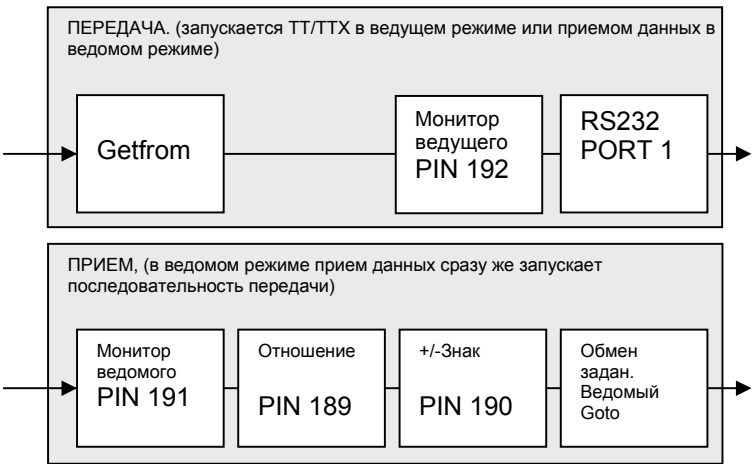 ПЕРЕДАЧА. (запускается TT/TTX в ведущем режиме или приемом данных в
ведомом режиме)
Getfrom
Монитор
ведущего
PIN 192
RS232
PORT 1
ПРИЕМ, (в ведомом режиме прием данных сразу же запускает
последовательность передачи)
Монитор
ведомого
PIN 191
Отношение
PIN 189
+/-Знак
PIN 190
Обмен
задан.
Ведомый
Goto